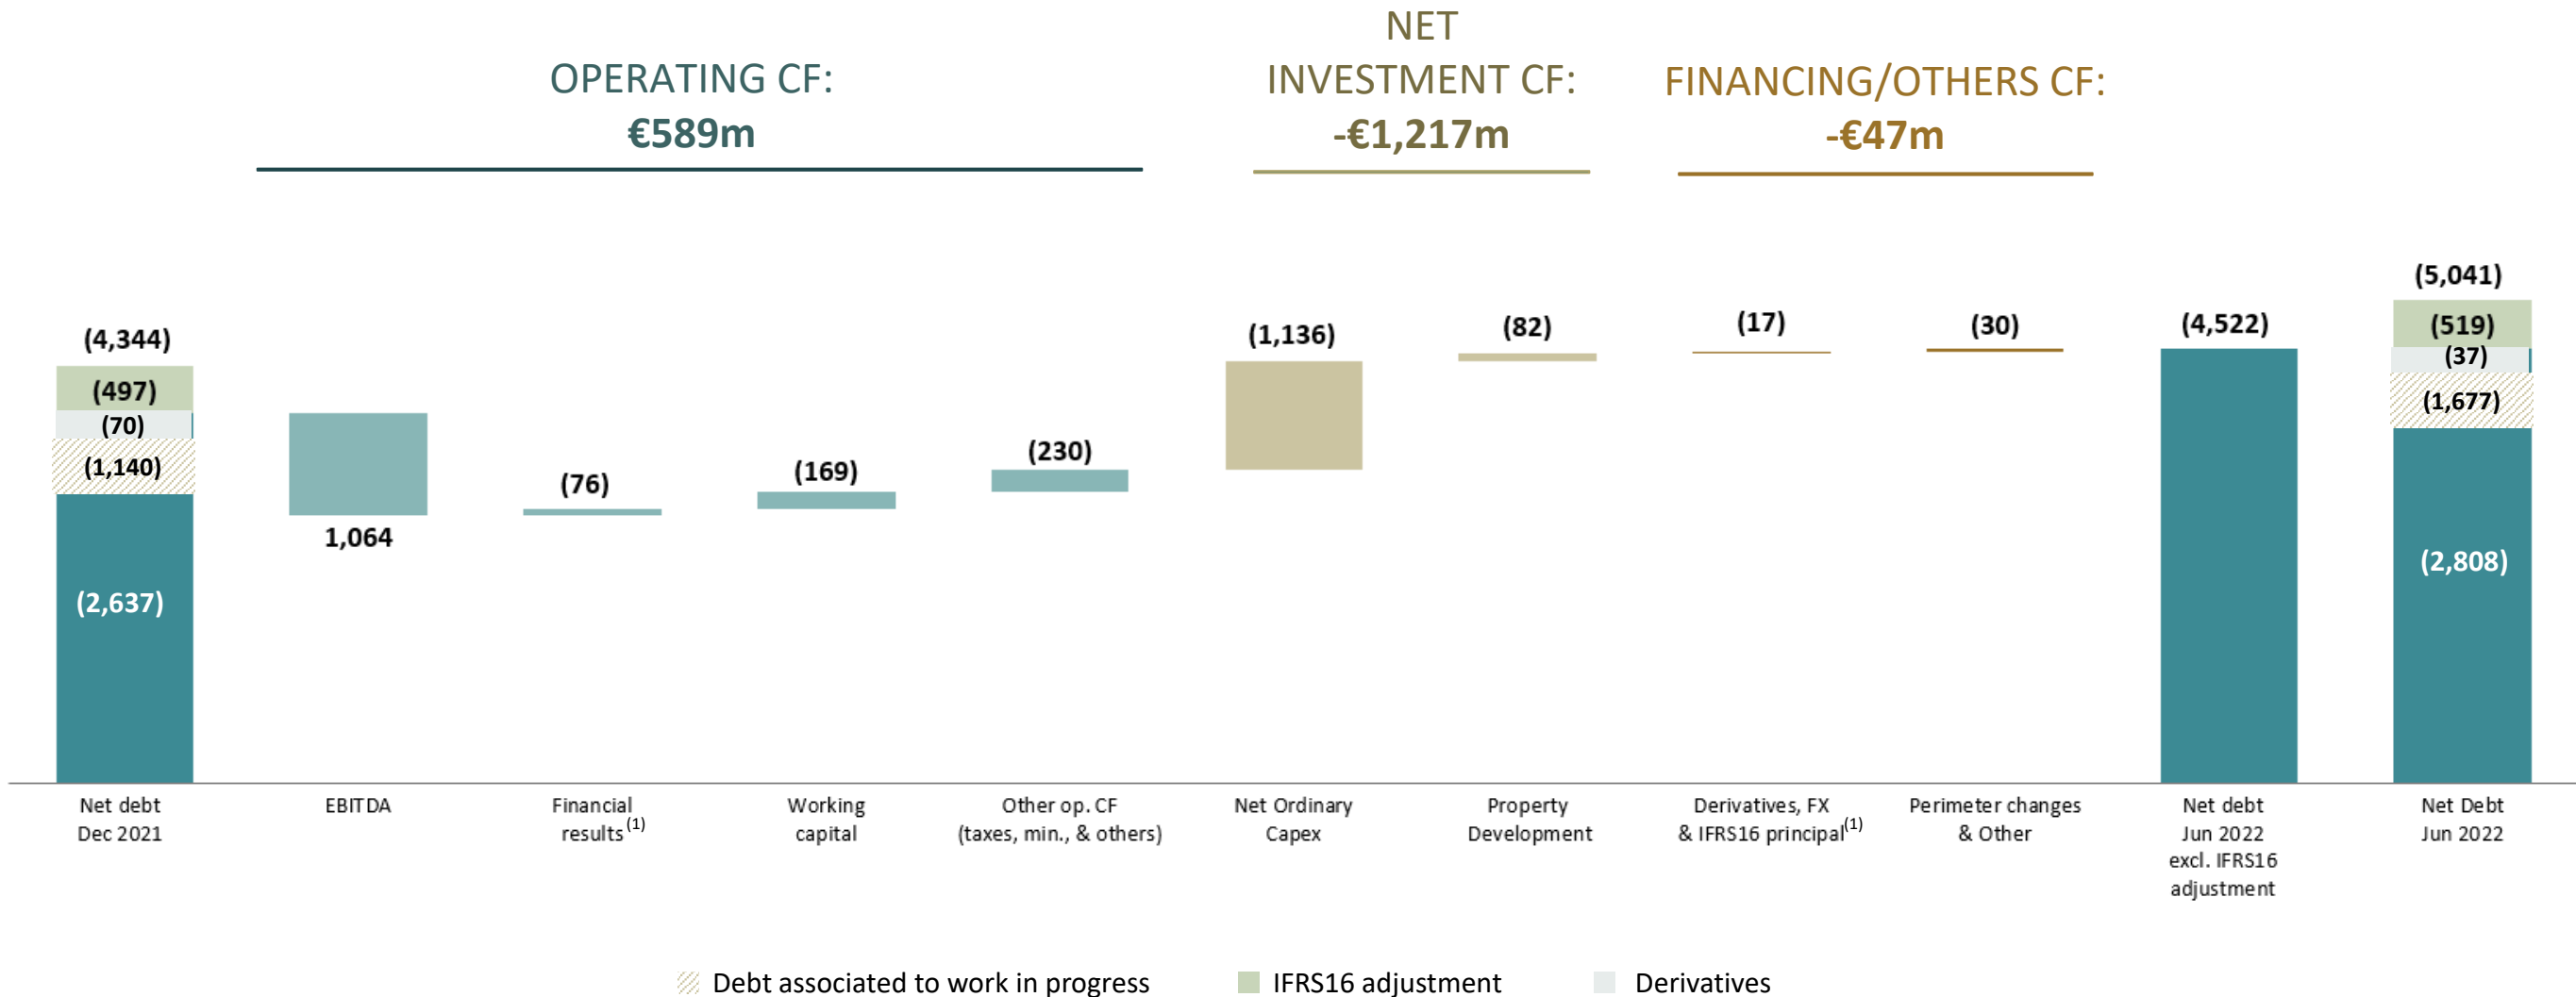 OPERATING CF:
€589m
NET
INVESTMENT CF:
-€1,217m
FINANCING/OTHERS CF:
-€47m
(4,344)
(497)
(70)
(1,140)
(2,637)
1,064
(76)
(169)
(230)
(1,136)
(82)
(17)
(30)
(4,522)
(5,041)
(519)
(37)
(1,677)
(2,808)
Net debt
Dec 2021
EBITDA
Financial
results(1)
Working
capital
Other op. CF
(taxes, min., & others)
Net Ordinary
Capex
Property
Development
Derivatives, FX
& IFRS16 principal(1)
Perimeter changes
& Other
Net debt
Jun 2022
excl. IFRS16
adjustment
Net Debt
Jun 2022
Debt associated to work in progress
IFRS16 adjustment
Derivatives